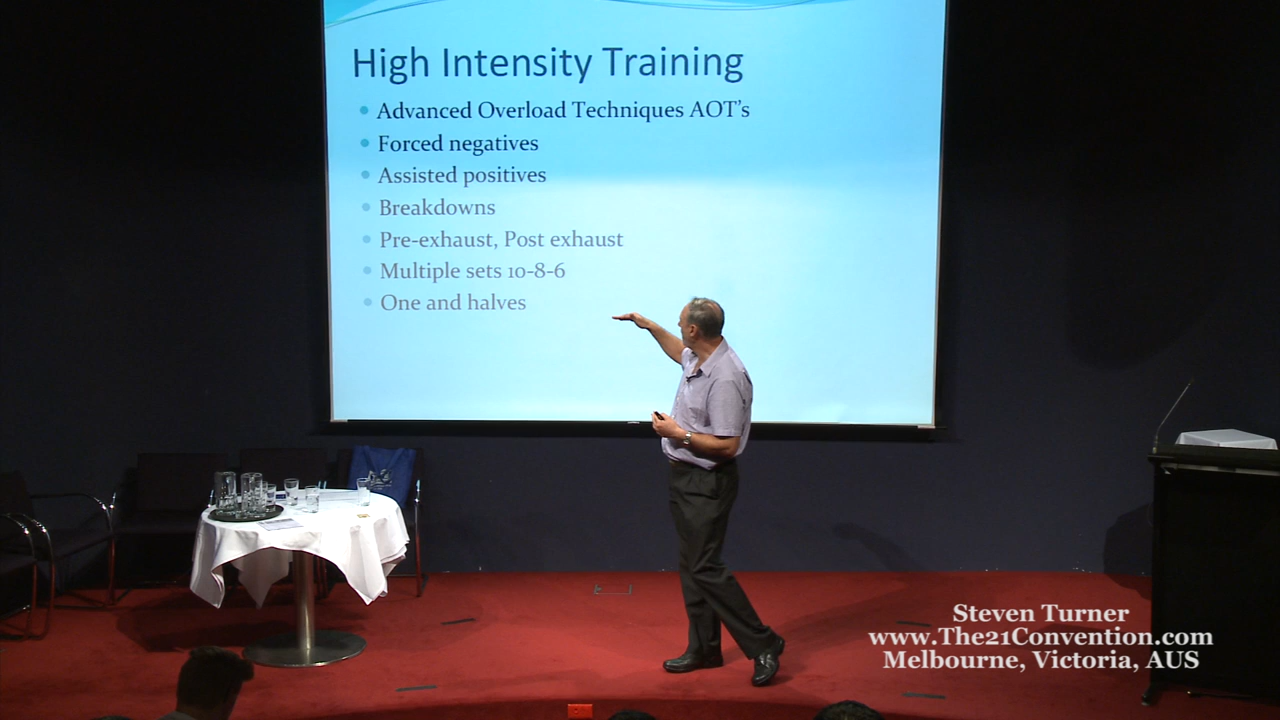 High Intensity Training
Advanced Overload Techniques AOT's
Forced negatives
Assisted positives
Breakdowns
Pre-exhaust, Post exhaust
Multiple sets 10-8-6
One and halves
Steven Turner
www.The21Convention.com
Melbourne, Victoria, AUS